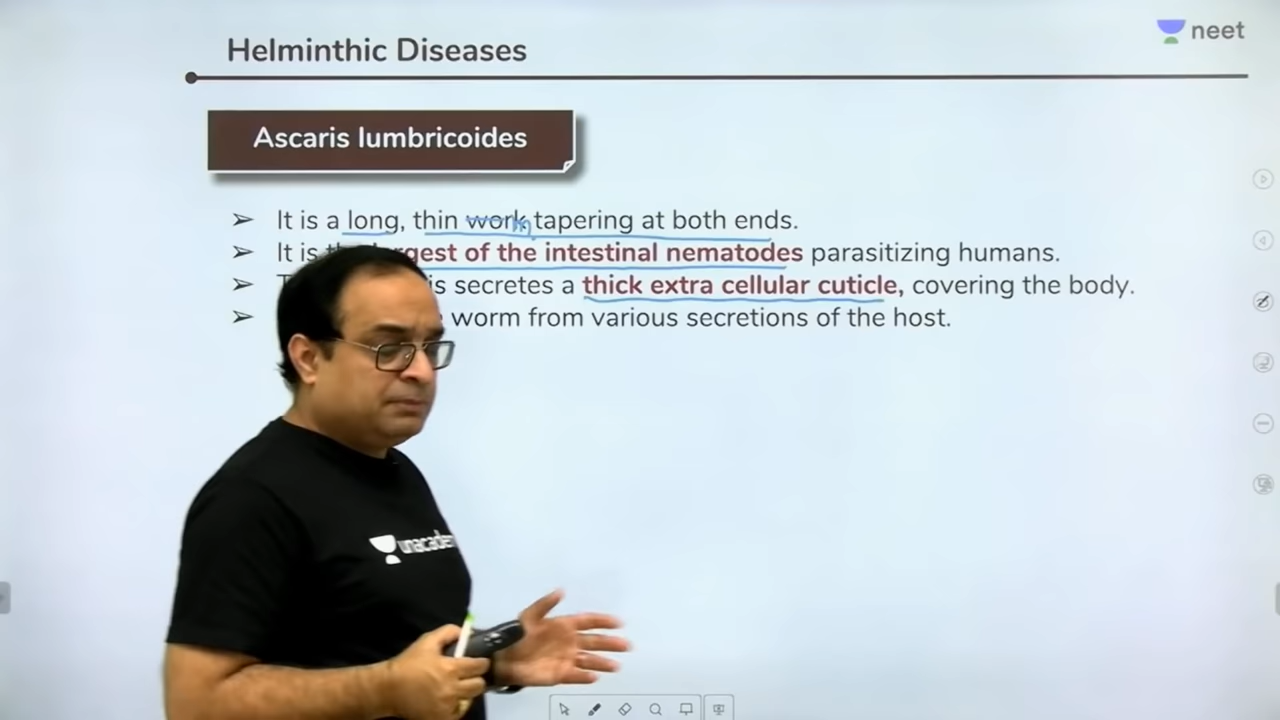 neet
Helminthic Diseases
Ascaris lumbricoides
It is a long, thin work tapering at both ends.
m
It is largest of the intestinal nematodes parasitizing humans.
is secretes a thick extra cellular cuticle, covering the body.
worm from various secretions of the host.
unacademy